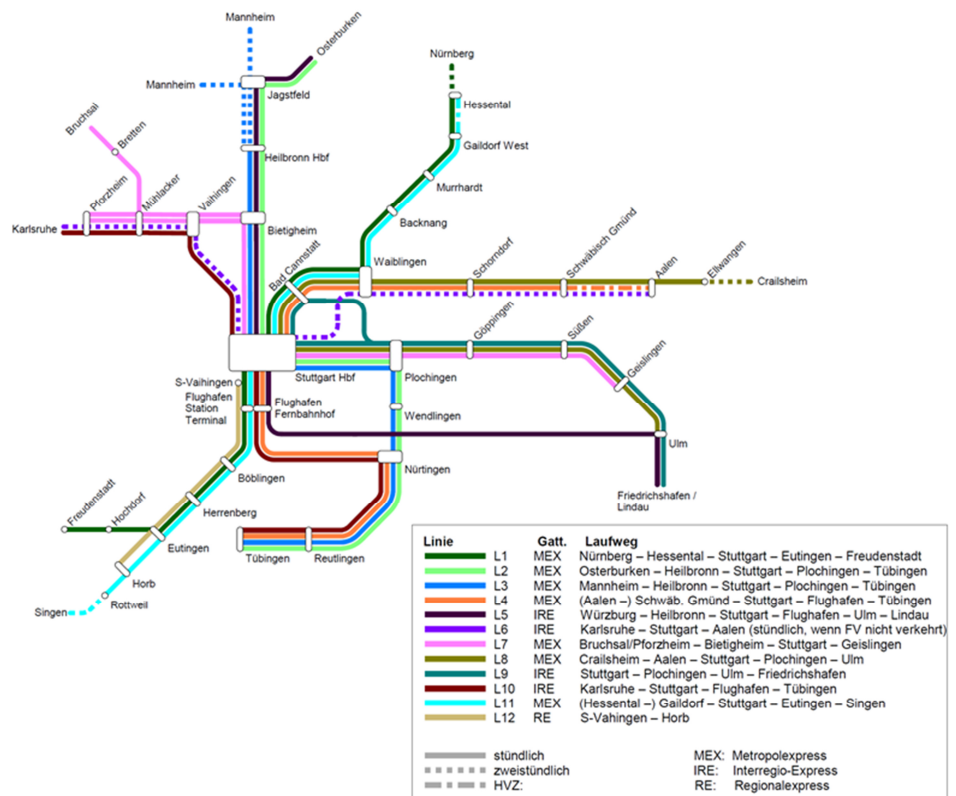 Mannheim
Osterburken
Mannheim
Jagstfeld
Nürnberg
Hessental
Bruchsal
Bretten
Heilbronn Hbf
Gaildorf West
Murrhardt
Pforzheim
Mühlacker
Vaihingen
Karlsruhe
Bietigheim
Backnang
Bad Cannstatt
Waiblingen
Schorndorf
Schwäbisch Gmünd
Aalen
Ellwangen
Crailsheim
Göppingen
Süßen
Geislingen
Stuttgart Hbf
Plochingen
S-Vaihingen
Flughafen
Station
Terminal
Flughafen
Fernbahnhof
Wendlingen
Ulm
Böblingen
Nürtingen
Herrenberg
Friedrichshafen /
Lindau
Freudenstadt
Hochdorf
Eutingen
Tübingen
Reutlingen
Horb
Rottweil
Singen
Linie Gatt. Laufweg
L1 MEX Nürnberg – Hessental – Stuttgart – Eutingen – Freudenstadt
L2 MEX Osterburken – Heilbronn – Stuttgart – Plochingen – Tübingen
L3 MEX Mannheim – Heilbronn – Stuttgart – Plochingen – Tübingen
L4 MEX (Aalen –) Schwäb. Gmünd – Stuttgart – Flughafen – Tübingen
L5 IRE Würzburg – Heilbronn – Stuttgart – Flughafen – Ulm – Lindau
L6 IRE Karlsruhe – Stuttgart – Aalen (stündlich, wenn FV nicht verkehrt)
L7 MEX Bruchsal/Pforzheim – Bietigheim – Stuttgart – Geislingen
L8 MEX Crailsheim – Aalen – Stuttgart – Plochingen – Ulm
L9 IRE Stuttgart – Plochingen – Ulm – Friedrichshafen
L10 IRE Karlsruhe – Stuttgart – Flughafen – Tübingen
L11 MEX (Hessental –) Gaildorf – Stuttgart – Eutingen – Singen
L12 RE S-Vahingen – Horb
stündlich MEX: Metropolexpress
zweistündlich IRE: Interregio-Express
HVZ: RE: Regionalexpress